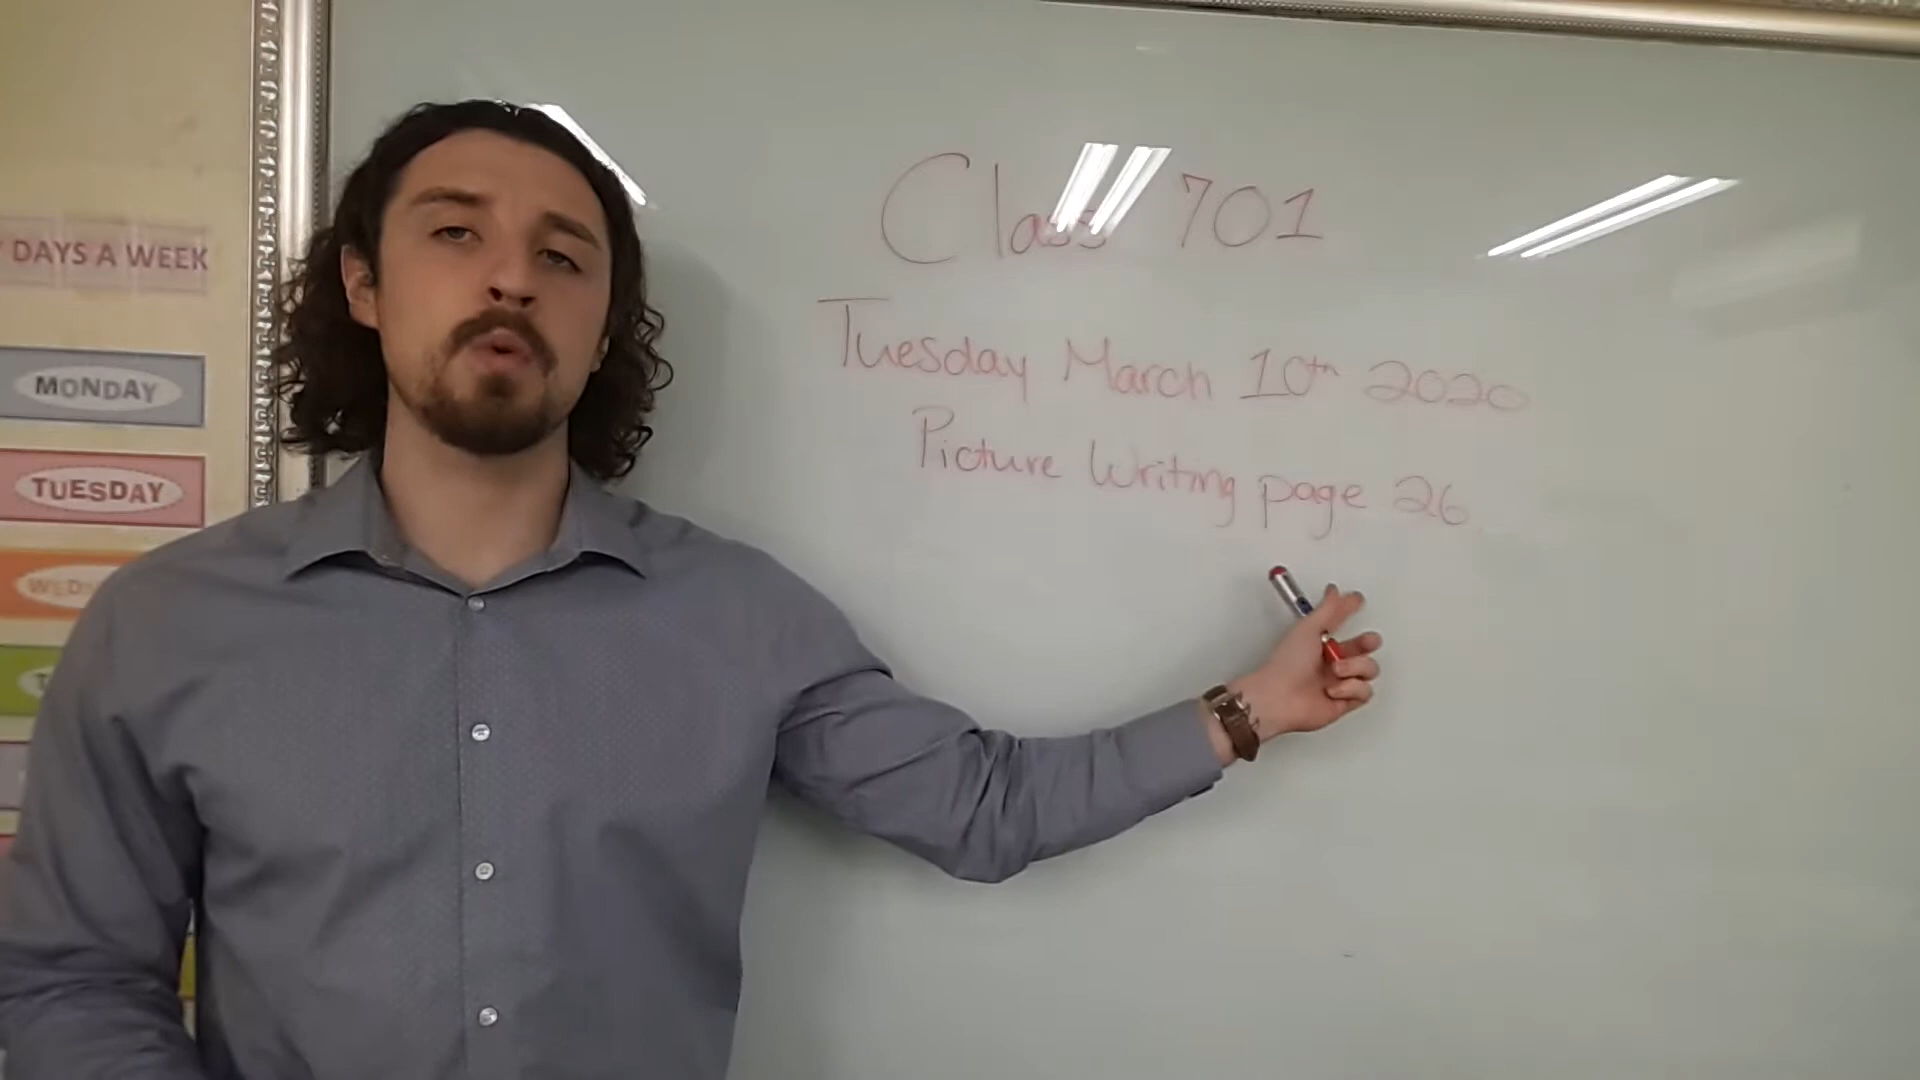 Class 701
Tuesday March 10th 2020
Picture Writing page 26
DAYS A WEEK
MONDAY
TUESDAY